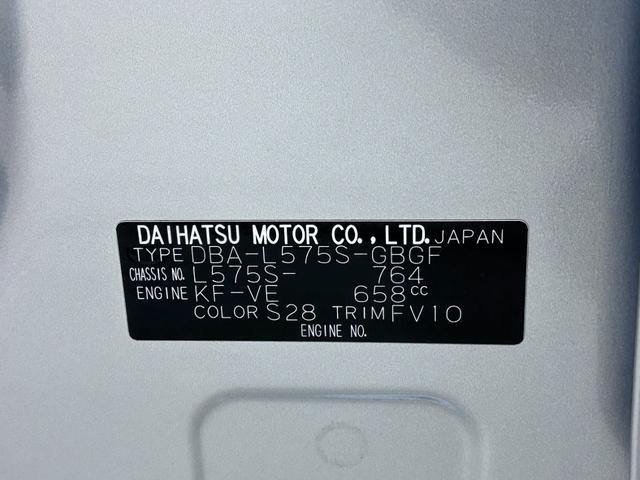 DAIHATSU MOTOR CO.,LTD. JAPAN
TYPE DBA-L575S-GBGF
CHASSIS NO. L575S- 764
ENGINE KF-VE 658cc
COLOR S28 TRIM FV10
ENGINE NO.